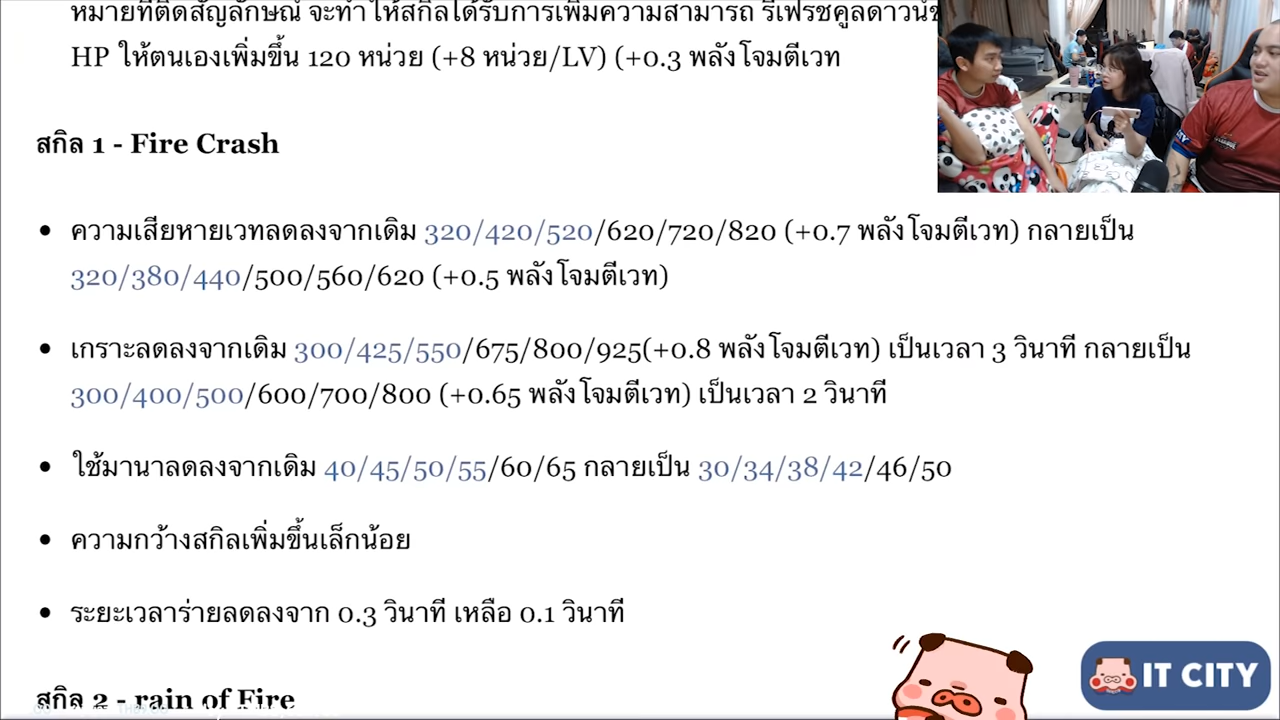 หมายที่ติดสัญลักษณ์ จะทำให้สกิลได้รับการเพิ่มความสามารถ รีเฟรชคูลดาวน์
HP ให้ตนเองเพิ่มขึ้น 120 หน่วย (+8 หน่วย/LV) (+0.3 พลังโจมตีเวท
สกิล 1 - Fire Crash
• ความเสียหายเวทลดลงจากเดิม 320/420/520/620/720/820 (+0.7 พลังโจมตีเวท) กลายเป็น
320/380/440/500/560/620 (+0.5 พลังโจมตีเวท)
• เกราะลดลงจากเดิม 300/425/550/675/800/925(+0.8 พลังโจมตีเวท) เป็นเวลา 3 วินาที กลายเป็น
300/400/500/600/700/800 (+0.65 พลังโจมตีเวท) เป็นเวลา 2 วินาที
• ใช้มานาลดลงจากเดิม 40/45/50/55/60/65 กลายเป็น 30/34/38/42/46/50
• ความกว้างสกิลเพิ่มขึ้นเล็กน้อย
• ระยะเวลาร่ายลดลงจาก 0.3 วินาที เหลือ 0.1 วินาที
สกิล 2 - rain of Fire
IT CITY